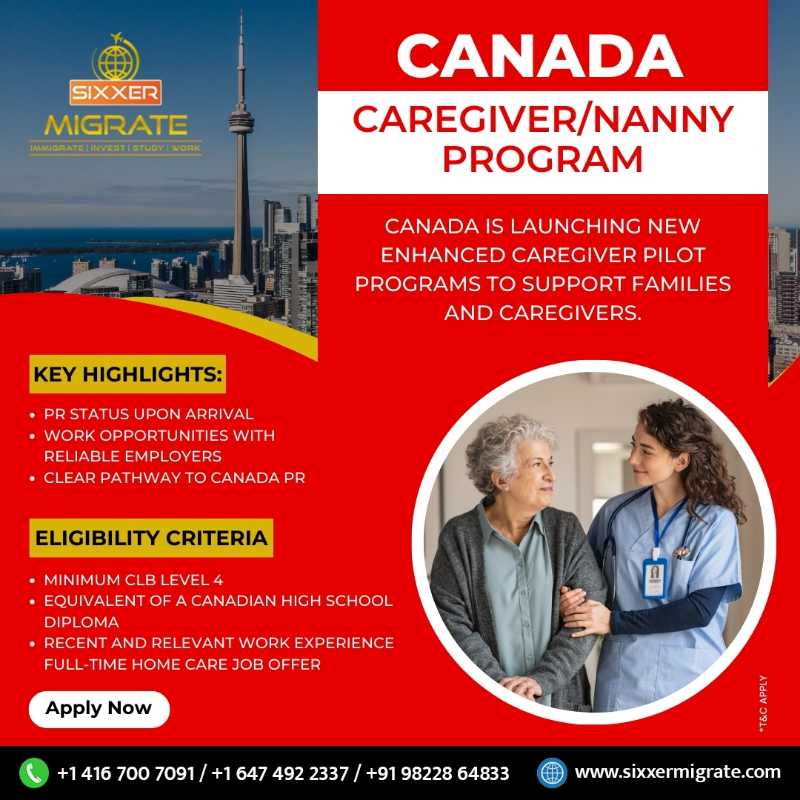 SIXXER
MIGRATE
IMMIGRATE | INVEST | STUDY | WORK
CANADA
CAREGIVER/NANNY
PROGRAM
CANADA IS LAUNCHING NEW
ENHANCED CAREGIVER PILOT
PROGRAMS TO SUPPORT FAMILIES
AND CAREGIVERS.
KEY HIGHLIGHTS:
• PR STATUS UPON ARRIVAL
• WORK OPPORTUNITIES WITH
RELIABLE EMPLOYERS
• CLEAR PATHWAY TO CANADA PR
ELIGIBILITY CRITERIA
• MINIMUM CLB LEVEL 4
• EQUIVALENT OF A CANADIAN HIGH SCHOOL
DIPLOMA
• RECENT AND RELEVANT WORK EXPERIENCE
FULL-TIME HOME CARE JOB OFFER
Apply Now
*T&C APPLY
+1 416 700 7091 / +1 647 492 2337 / +91 98228 64833
www.sixxermigrate.com